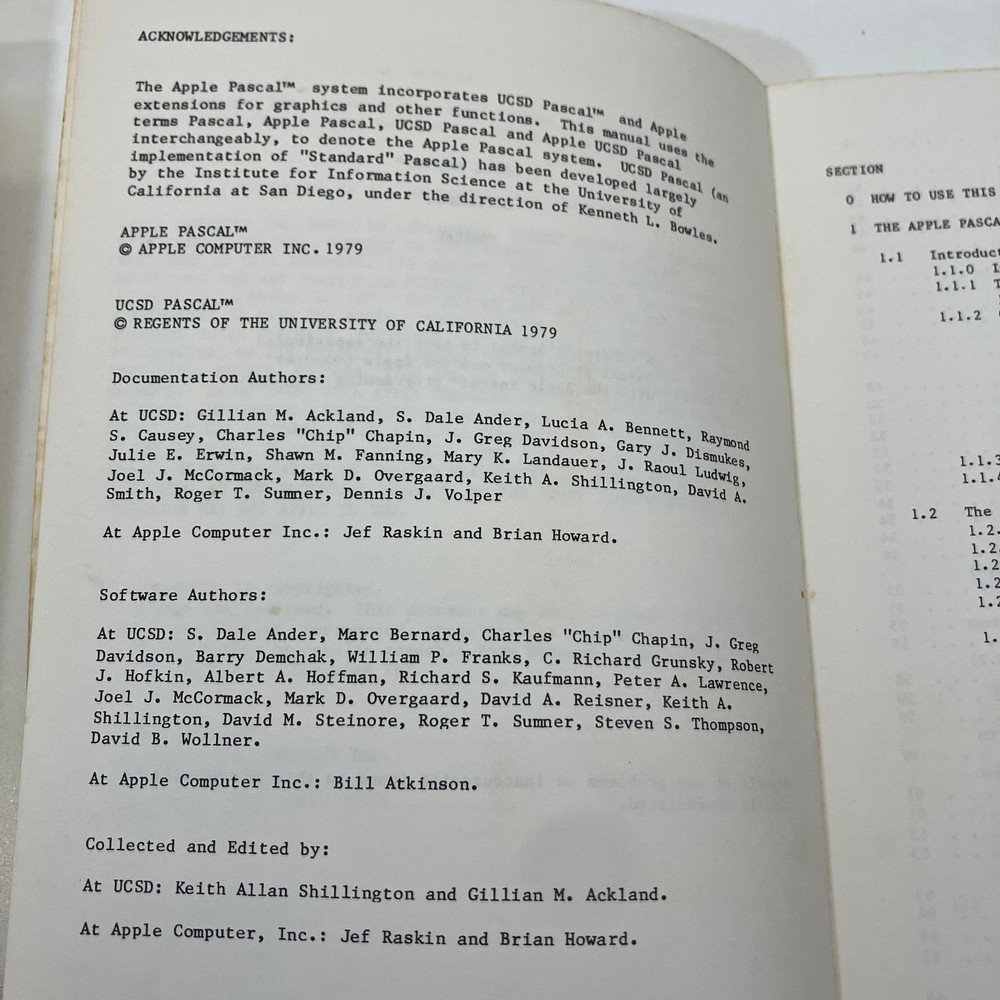 ACKNOWLEDGEMENTS:
The Apple Pascal™ system incorporates UCSD Pascal™ and Apple
extensions for graphics and other functions. This manual uses the
terms Pascal, Apple Pascal, UCSD Pascal and Apple UCSD Pascal
interchangeably, to denote the Apple Pascal system. UCSD Pascal (an
implementation of "Standard" Pascal) has been developed largely
by the Institute for Information Science at the University of
California at San Diego, under the direction of Kenneth L. Bowles.
APPLE PASCAL™
© APPLE COMPUTER INC. 1979
UCSD PASCAL™
© REGENTS OF THE UNIVERSITY OF CALIFORNIA 1979
Documentation Authors:
At UCSD: Gillian M. Ackland, S. Dale Ander, Lucia A. Bennett, Raymond
S. Causey, Charles "Chip" Chapin, J. Greg Davidson, Gary J. Dismukes,
Julie E. Erwin, Shawn M. Fanning, Mary K. Landauer, J. Raoul Ludwig,
Joel J. McCormack, Mark D. Overgaard, Keith A. Shillington, David A.
Smith, Roger T. Sumner, Dennis J. Volper
At Apple Computer Inc.: Jef Raskin and Brian Howard.
Software Authors:
At UCSD: S. Dale Ander, Marc Bernard, Charles "Chip" Chapin, J. Greg
Davidson, Barry Demchak, William P. Franks, C. Richard Grunsky, Robert
J. Hofkin, Albert A. Hoffman, Richard S. Kaufmann, Peter A. Lawrence,
Joel J. McCormack, Mark D. Overgaard, David A. Reisner, Keith A.
Shillington, David M. Steinore, Roger T. Sumner, Steven S. Thompson,
David B. Wollner.
At Apple Computer Inc.: Bill Atkinson.
Collected and Edited by:
At UCSD: Keith Allan Shillington and Gillian M. Ackland.
At Apple Computer, Inc.: Jef Raskin and Brian Howard.
SECTION
0 HOW TO USE THIS
1 THE APPLE PASCA
1.1 Introduct
1.1.0 I
1.1.1 T
1.1.2
1.1.3
1.1.4
1.2 The
1.2.
1.2.
1.2
1.2
1.2
1.